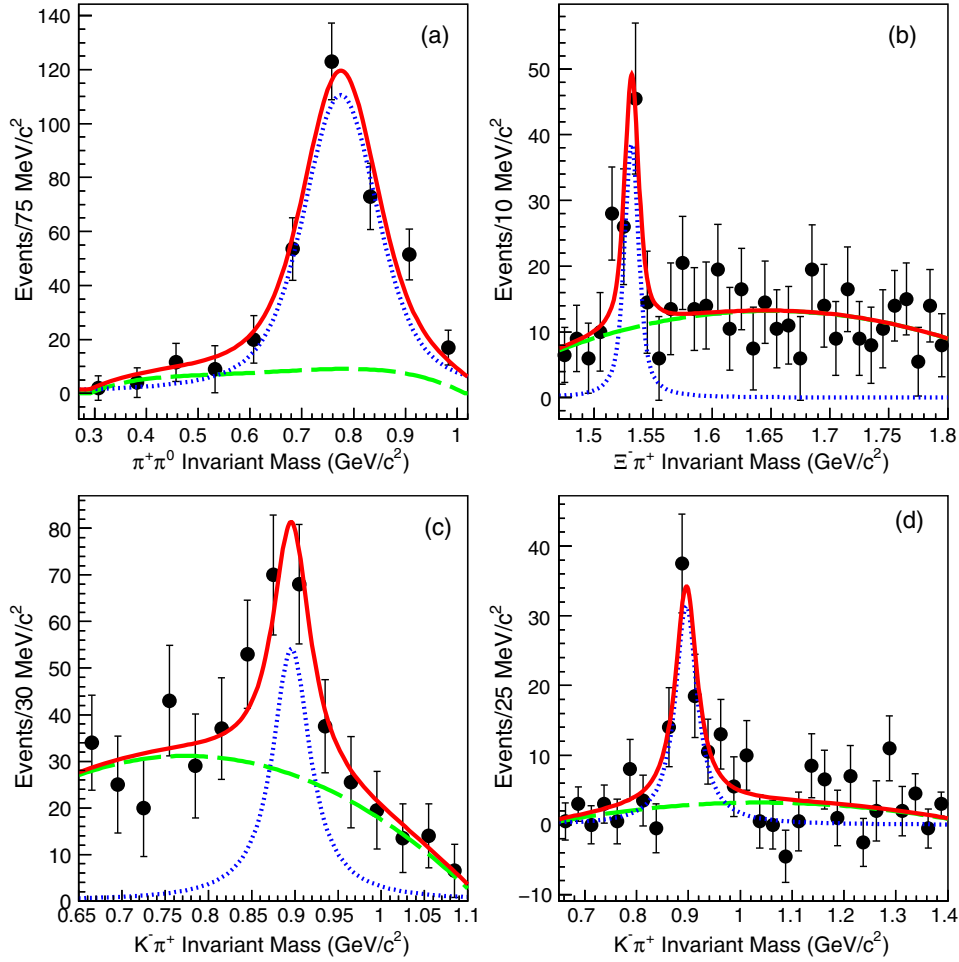 (a)
Events/75 MeV/c²
140
120
100
80
60
40
20
0
0.2 0.3 0.4 0.5 0.6 0.7 0.8 0.9 1
π⁺π⁰ Invariant Mass (GeV/c²)
(b)
Events/10 MeV/c²
50
40
30
20
10
0
1.5 1.55 1.6 1.65 1.7 1.75 1.8
Ξ⁻π⁺ Invariant Mass (GeV/c²)
(c)
Events/30 MeV/c²
80
70
60
50
40
30
20
10
0
0.65 0.7 0.75 0.8 0.85 0.9 0.95 1 1.05 1.1
K⁻π⁺ Invariant Mass (GeV/c²)
(d)
Events/25 MeV/c²
40
30
20
10
0
−10
0.7 0.8 0.9 1 1.1 1.2 1.3 1.4
K⁻π⁺ Invariant Mass (GeV/c²)